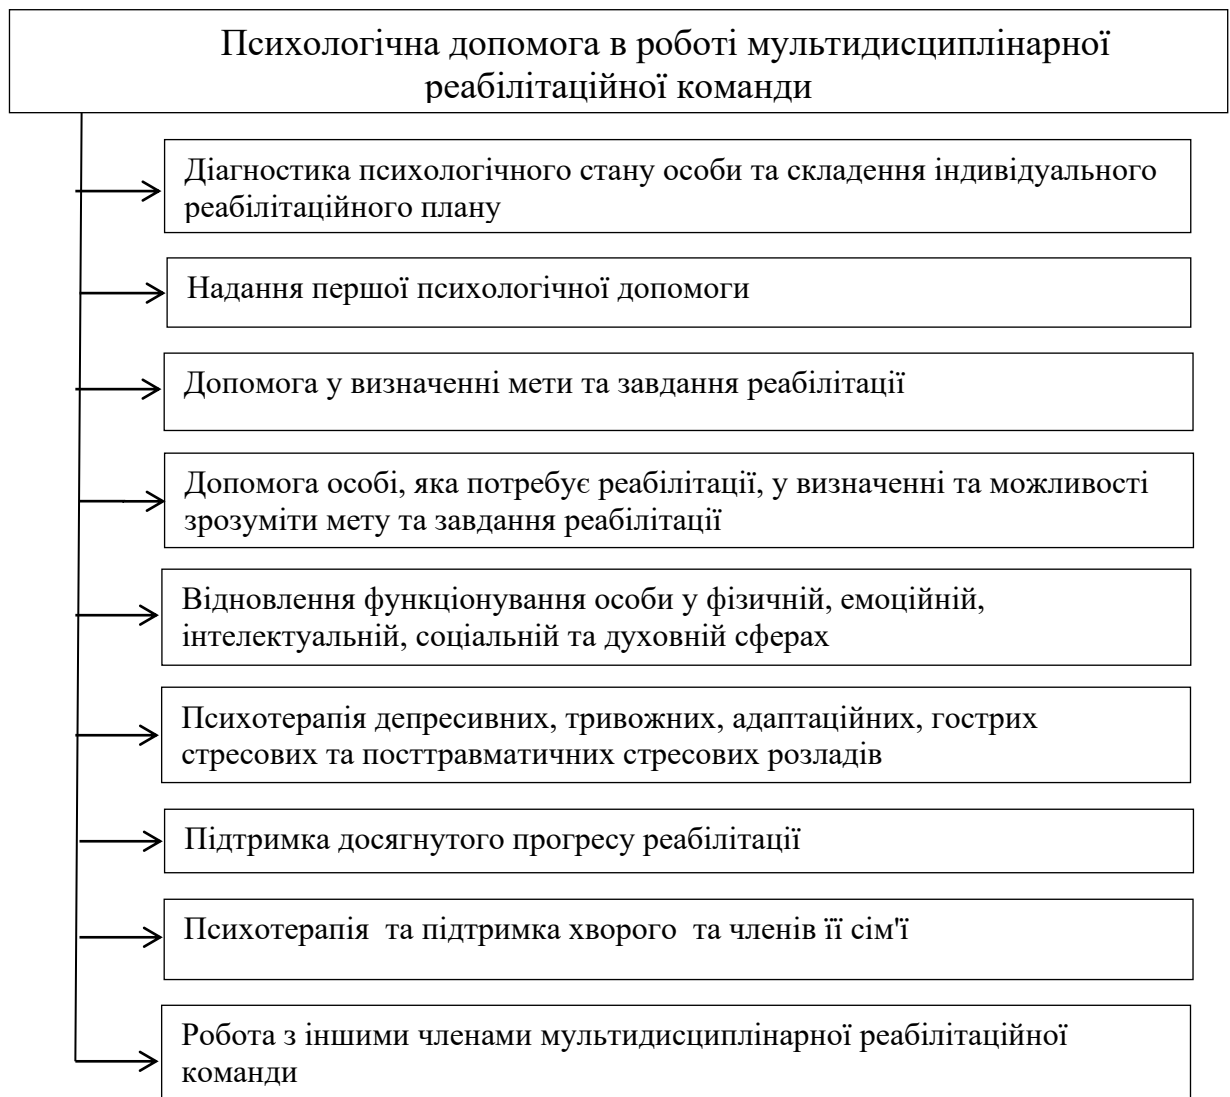 Психологічна допомога в роботі мультидисциплінарної
реабілітаційної команди
Діагностика психологічного стану особи та складення індивідуального
реабілітаційного плану
Надання першої психологічної допомоги
Допомога у визначенні мети та завдання реабілітації
Допомога особі, яка потребує реабілітації, у визначенні та можливості
зрозуміти мету та завдання реабілітації
Відновлення функціонування особи у фізичній, емоційній,
інтелектуальній, соціальній та духовній сферах
Психотерапія депресивних, тривожних, адаптаційних, гострих
стресових та посттравматичних стресових розладів
Підтримка досягнутого прогресу реабілітації
Психотерапія  та підтримка хворого  та членів її сім'ї
Робота з іншими членами мультидисциплінарної реабілітаційної
команди